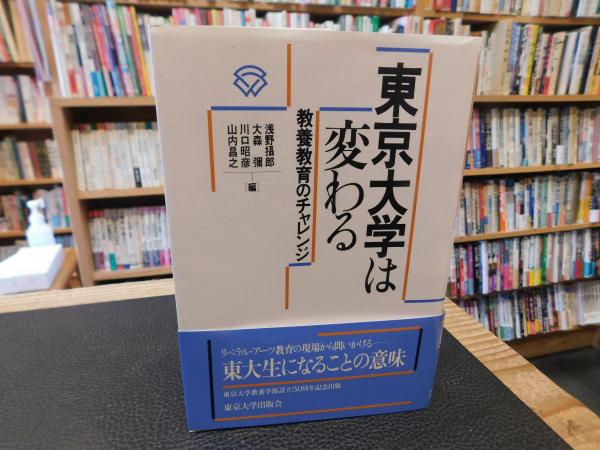 東京大学は
変わる
教養教育のチャレンジ
浅野攝郎
大森 彌
川口昭彦
山内昌之
編
リベラル・アーツ教育の現場から問いかける――
東大生になることの意味
東京大学教養学部設立50周年記念出版
東京大学出版会